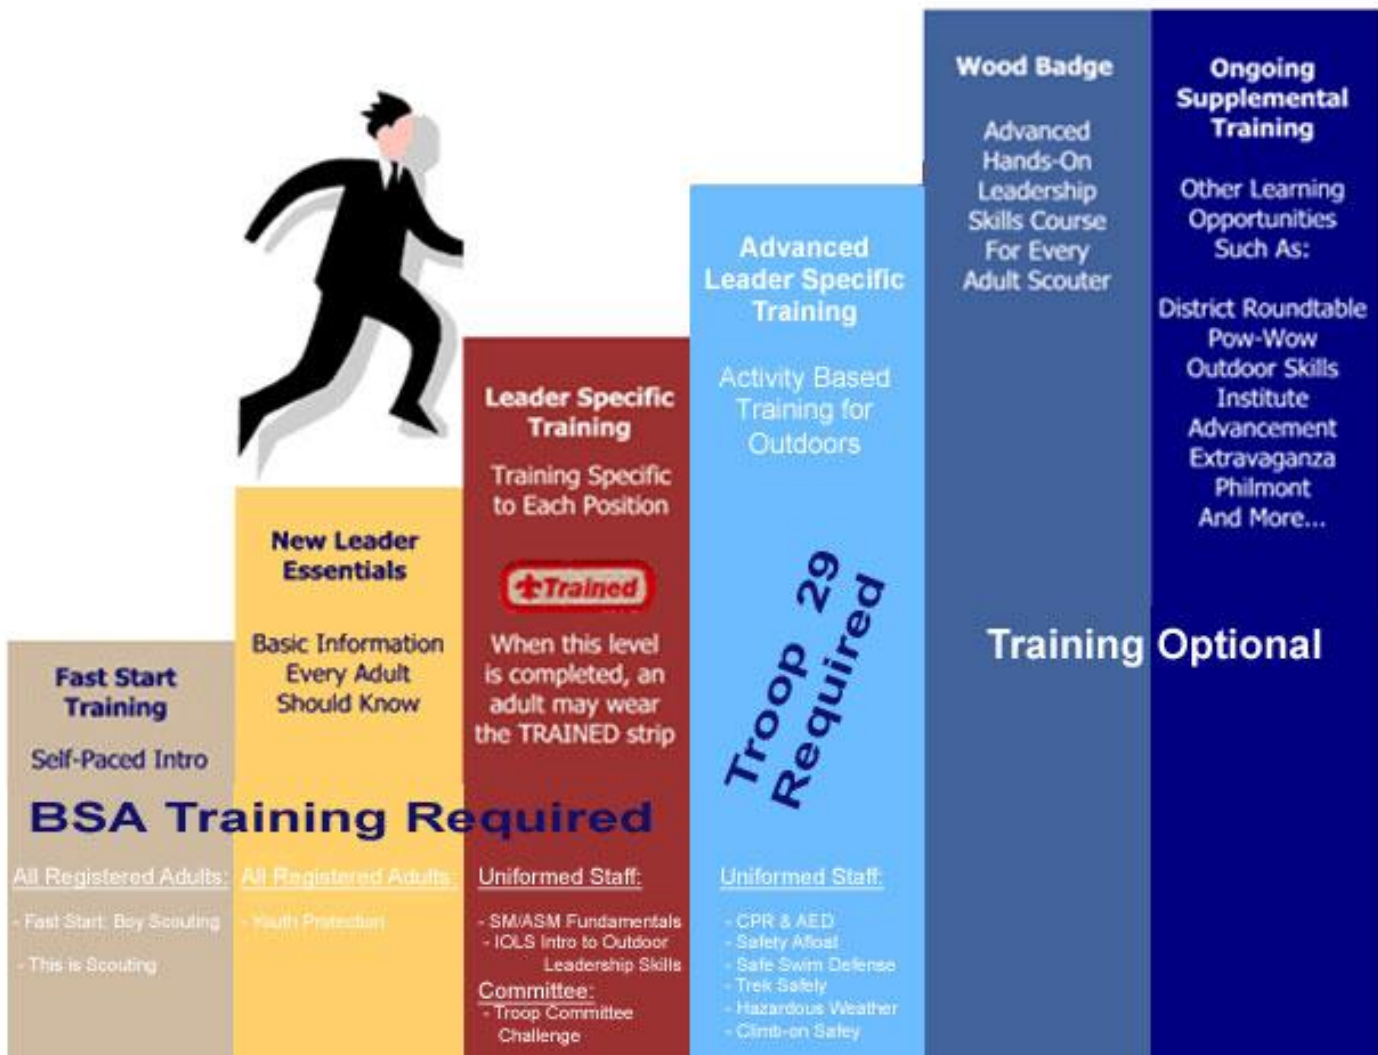 Fast Start
Training
Self-Paced Intro
New Leader
Essentials
Basic Information
Every Adult
Should Know
Leader Specific
Training
Training Specific
to Each Position
Trained
When this level
is completed, an
adult may wear
the TRAINED strip
BSA Training Required
All Registered Adults:
- Fast Start: Boy Scouting
- This is Scouting
All Registered Adults:
- Youth Protection
Uniformed Staff:
- SM/ASM Fundamentals
- IOLS Intro to Outdoor
Leadership Skills
Committee:
- Troop Committee
Challenge
Advanced
Leader Specific
Training
Activity Based
Training for
Outdoors
Troop 29
Required
Uniformed Staff:
- CPR & AED
- Safety Afloat
- Safe Swim Defense
- Trek Safely
- Hazardous Weather
- Climb-on Safey
Wood Badge
Advanced
Hands-On
Leadership
Skills Course
For Every
Adult Scouter
Ongoing
Supplemental
Training
Other Learning
Opportunities
Such As:
District Roundtable
Pow-Wow
Outdoor Skills
Institute
Advancement
Extravaganza
Philmont
And More...
Training Optional